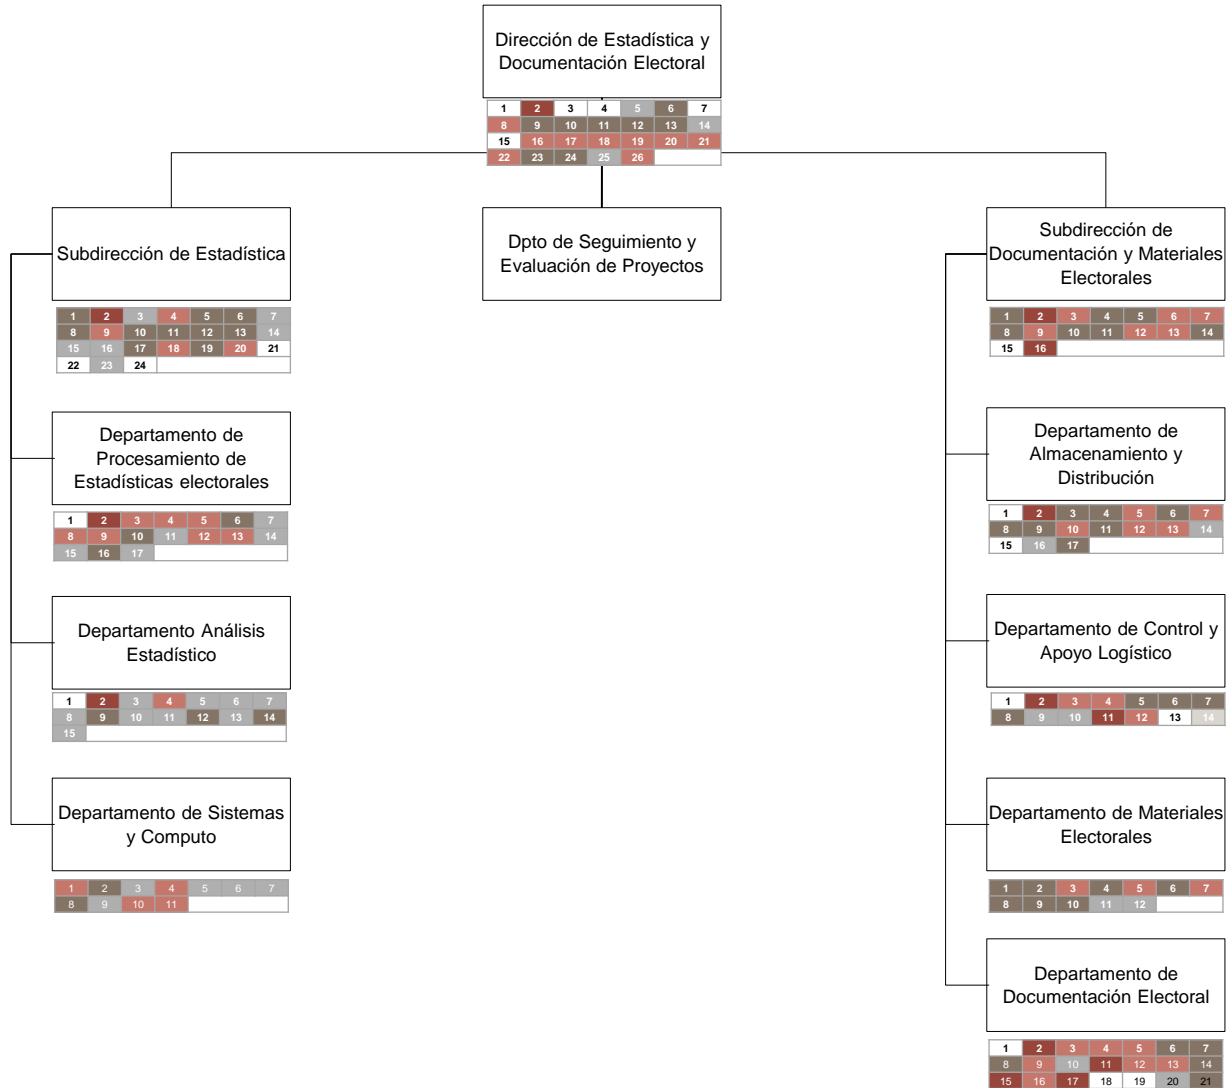 Dirección de Estadística y
Documentación Electoral
1 2 3 4 5 6 7
8 9 10 11 12 13 14
15 16 17 18 19 20 21
22 23 24 25 26
Subdirección de Estadística
1 2 3 4 5 6 7
8 9 10 11 12 13 14
15 16 17 18 19 20 21
22 23 24
Dpto de Seguimiento y
Evaluación de Proyectos
Subdirección de
Documentación y Materiales
Electorales
1 2 3 4 5 6 7
8 9 10 11 12 13 14
15 16
Departamento de
Procesamiento de
Estadísticas electorales
1 2 3 4 5 6 7
8 9 10 11 12 13 14
15 16 17
Departamento de
Almacenamiento y
Distribución
1 2 3 4 5 6 7
8 9 10 11 12 13 14
15 16 17
Departamento Análisis
Estadístico
1 2 3 4 5 6 7
8 9 10 11 12 13 14
15
Departamento de Control y
Apoyo Logístico
1 2 3 4 5 6 7
8 9 10 11 12 13 14
Departamento de Sistemas
y Computo
1 2 3 4 5 6 7
8 9 10 11
Departamento de Materiales
Electorales
1 2 3 4 5 6 7
8 9 10 11 12
Departamento de
Documentación Electoral
1 2 3 4 5 6 7
8 9 10 11 12 13 14
15 16 17 18 19 20 21